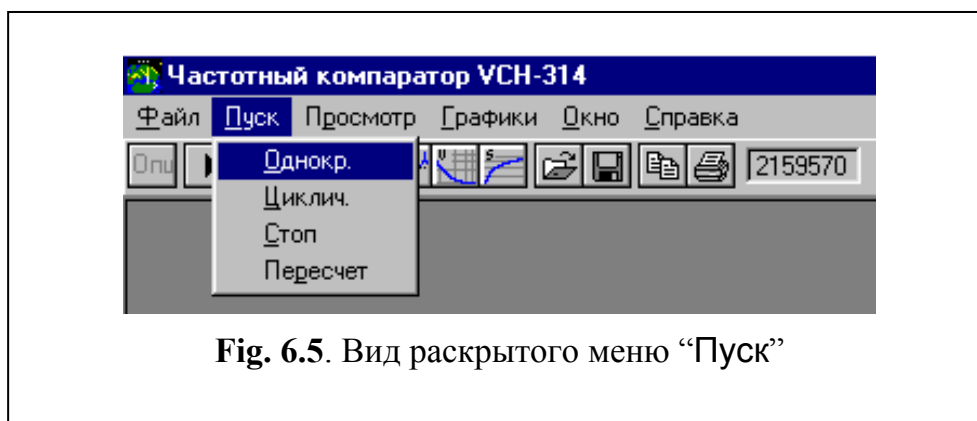 Частотный компаратор VCH-314
Файл Пуск Просмотр Графики Окно Справка
Опц 2159570
Однокр.
Циклич.
Стоп
Пересчет
Fig. 6.5. Вид раскрытого меню “Пуск”